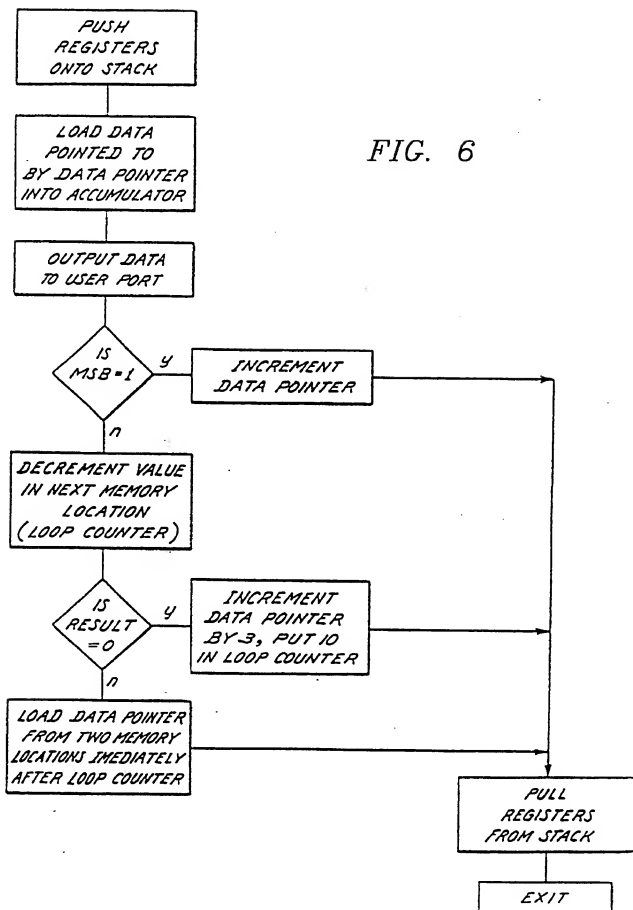 PUSH
REGISTERS
ONTO STACK
LOAD DATA
POINTED TO
BY DATA POINTER
INTO ACCUMULATOR
FIG. 6
OUTPUT DATA
TO USER PORT
IS
MSB=1
y
INCREMENT
DATA POINTER
n
DECREMENT VALUE
IN NEXT MEMORY
LOCATION
(LOOP COUNTER)
IS
RESULT
=0
y
INCREMENT
DATA POINTER
BY 3, PUT 10
IN LOOP COUNTER
n
LOAD DATA POINTER
FROM TWO MEMORY
LOCATIONS IMEDIATELY
AFTER LOOP COUNTER
PULL
REGISTERS
FROM STACK
EXIT